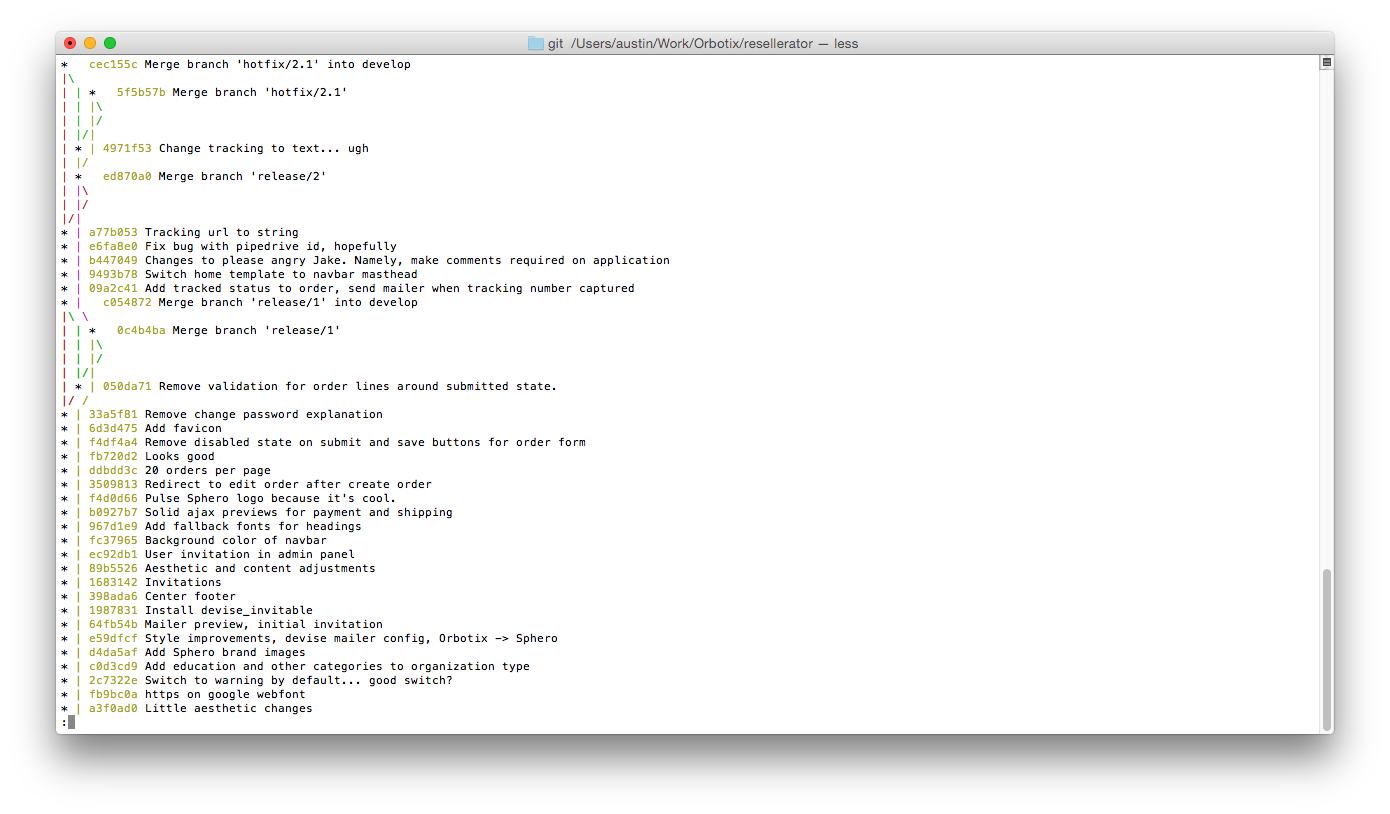 git /Users/austin/Work/Orbotix/resellerator — less
*   cec155c Merge branch 'hotfix/2.1' into develop
|\
| | *   5f5b57b Merge branch 'hotfix/2.1'
| | |\
| | |/
| |/|
| * | 4971f53 Change tracking to text... ugh
| |/
| *   ed870a0 Merge branch 'release/2'
| |\
| |/
|/|
* | a77b053 Tracking url to string
* | e6fa8e0 Fix bug with pipedrive id, hopefully
* | b447049 Changes to please angry Jake. Namely, make comments required on application
* | 9493b78 Switch home template to navbar masthead
* | 09a2c41 Add tracked status to order, send mailer when tracking number captured
* |   c054872 Merge branch 'release/1' into develop
|\ \
| | *   0c4b4ba Merge branch 'release/1'
| | |\
| | |/
| |/|
| * | 050da71 Remove validation for order lines around submitted state.
|/ /
* | 33a5f81 Remove change password explanation
* | 6d3d475 Add favicon
* | f4df4a4 Remove disabled state on submit and save buttons for order form
* | fb720d2 Looks good
* | ddbdd3c 20 orders per page
* | 3509813 Redirect to edit order after create order
* | f4d0d66 Pulse Sphero logo because it's cool.
* | b0927b7 Solid ajax previews for payment and shipping
* | 967d1e9 Add fallback fonts for headings
* | fc37965 Background color of navbar
* | ec92db1 User invitation in admin panel
* | 89b5526 Aesthetic and content adjustments
* | 1683142 Invitations
* | 398ada6 Center footer
* | 1987831 Install devise_invitable
* | 64fb54b Mailer preview, initial invitation
* | e59dfcf Style improvements, devise mailer config, Orbotix -> Sphero
* | d4da5af Add Sphero brand images
* | c0d3cd9 Add education and other categories to organization type
* | 2c7322e Switch to warning by default... good switch?
* | fb9bc0a https on google webfont
* | a3f0ad0 Little aesthetic changes
: